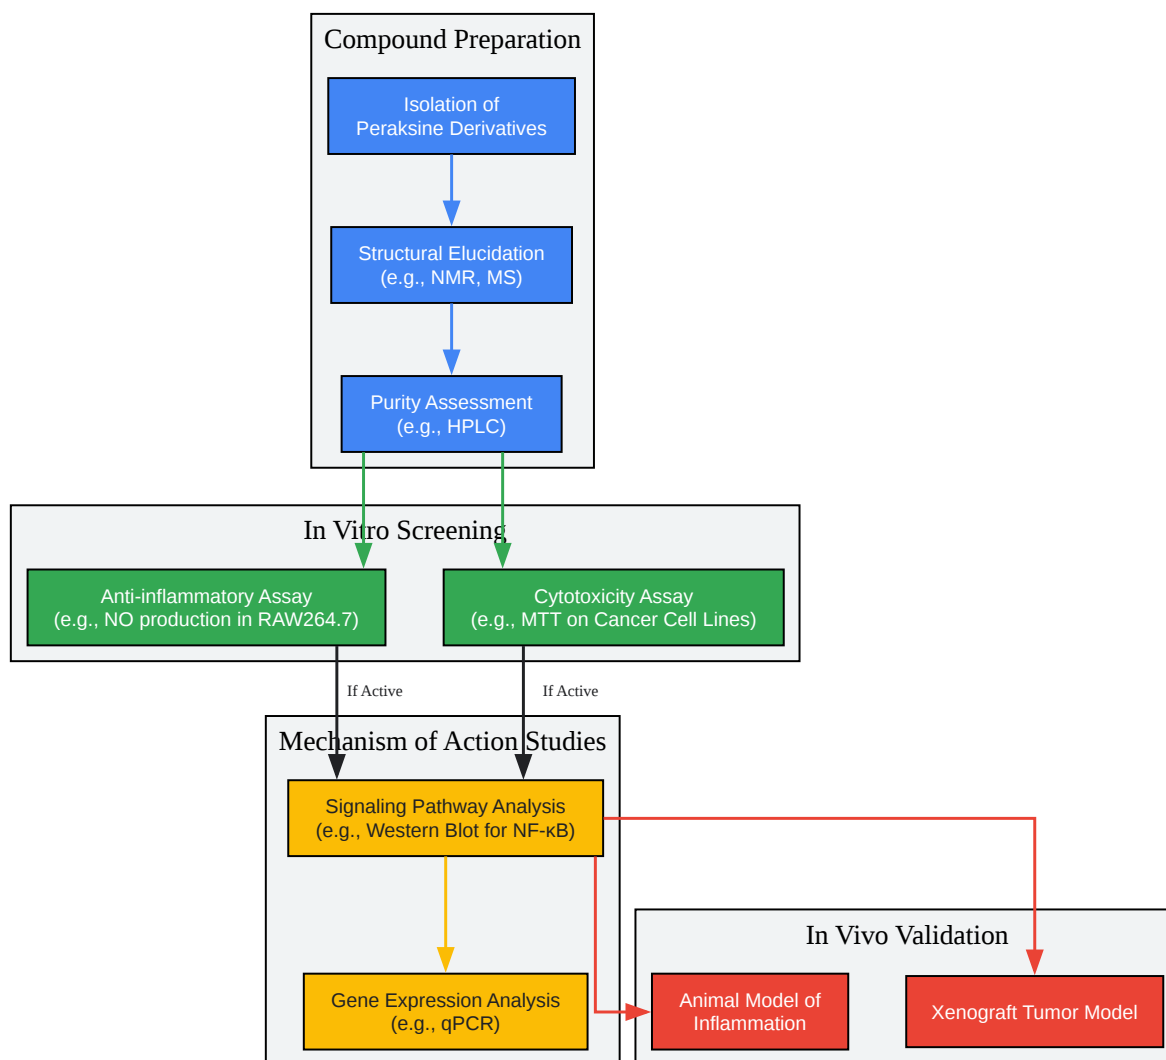 Compound Preparation
Isolation of
Peraksine Derivatives
Structural Elucidation
(e.g., NMR, MS)
Purity Assessment
(e.g., HPLC)
In Vitro Screening
Anti-inflammatory Assay
(e.g., NO production in RAW264.7)
Cytotoxicity Assay
(e.g., MTT on Cancer Cell Lines)
If Active
If Active
Mechanism of Action Studies
Signaling Pathway Analysis
(e.g., Western Blot for NF-κB)
Gene Expression Analysis
(e.g., qPCR)
In Vivo Validation
Animal Model of
Inflammation
Xenograft Tumor Model